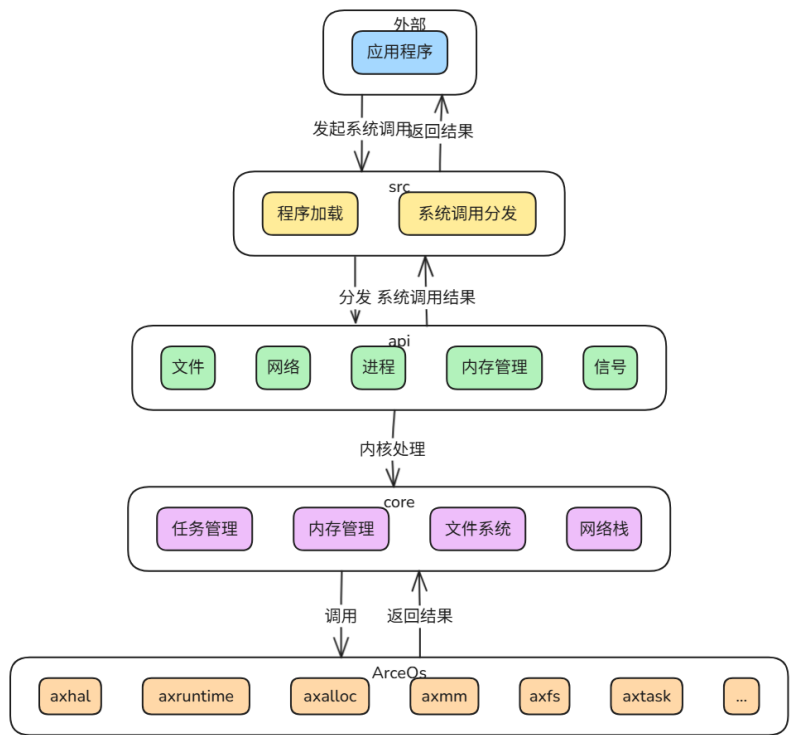 外部
应用程序
发起系统调用 返回结果
src
程序加载 系统调用分发
分发 系统调用结果
api
文件 网络 进程 内存管理 信号
内核处理
core
任务管理 内存管理 文件系统 网络栈
调用 返回结果
ArceOs
axhal axruntime axalloc axmm axfs axtask ...